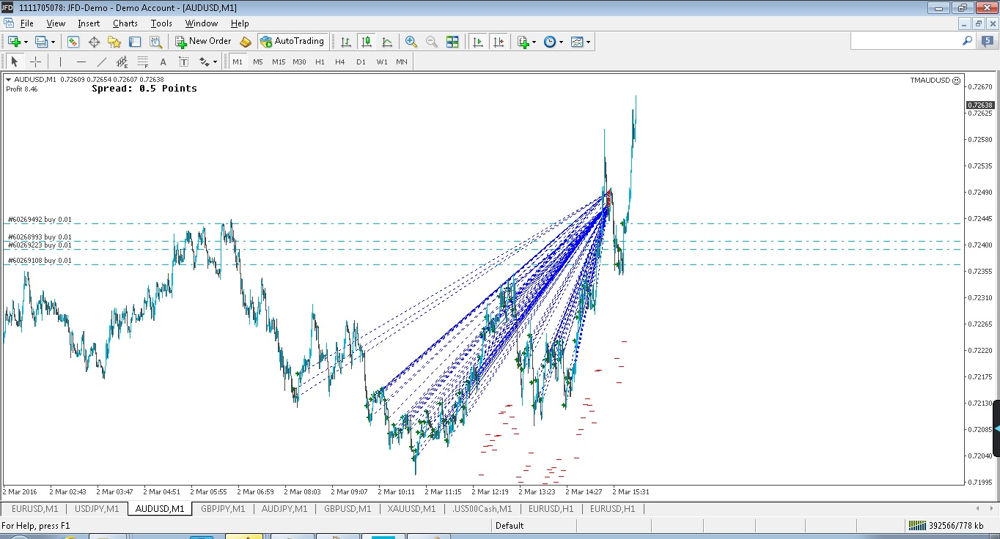 JFD 1111705078: JFD-Demo - Demo Account - [AUDUSD,M1]
File View Insert Charts Tools Window Help
New Order AutoTrading 5
E F A T M1 M5 M15 M30 H1 H4 D1 W1 MN
AUDUSD,M1 0.72609 0.72654 0.72607 0.72638
TMAUDUSD
Profit 8.46
Spread: 0.5 Points
0.72670
0.72638
0.72625
0.72580
0.72535
0.72490
#60269492 buy 0.01
0.72445
#60268993 buy 0.01
#60269223 buy 0.01
0.72400
#60269108 buy 0.01
0.72355
0.72310
0.72265
0.72220
0.72175
0.72130
0.72085
0.72040
0.71995
2 Mar 2016 2 Mar 02:43 2 Mar 03:47 2 Mar 04:51 2 Mar 05:55 2 Mar 06:59 2 Mar 08:03 2 Mar 09:07 2 Mar 10:11 2 Mar 11:15 2 Mar 12:19 2 Mar 13:23 2 Mar 14:27 2 Mar 15:31
EURUSD,M1 USDJPY,M1 AUDUSD,M1 GBPJPY,M1 AUDJPY,M1 GBPUSD,M1 XAUUSD,M1 .US500Cash,M1 EURUSD,H1 EURUSD,H1
For Help, press F1 Default 392566/778 kb